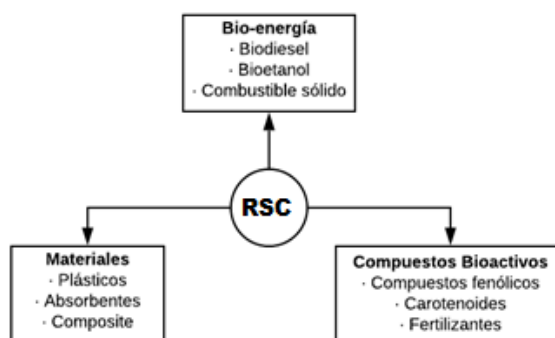 Bio-energía
· Biodiesel
· Bioetanol
· Combustible sólido
RSC
Materiales
· Plásticos
· Absorbentes
· Composite
Compuestos Bioactivos
· Compuestos fenólicos
· Carotenoides
· Fertilizantes